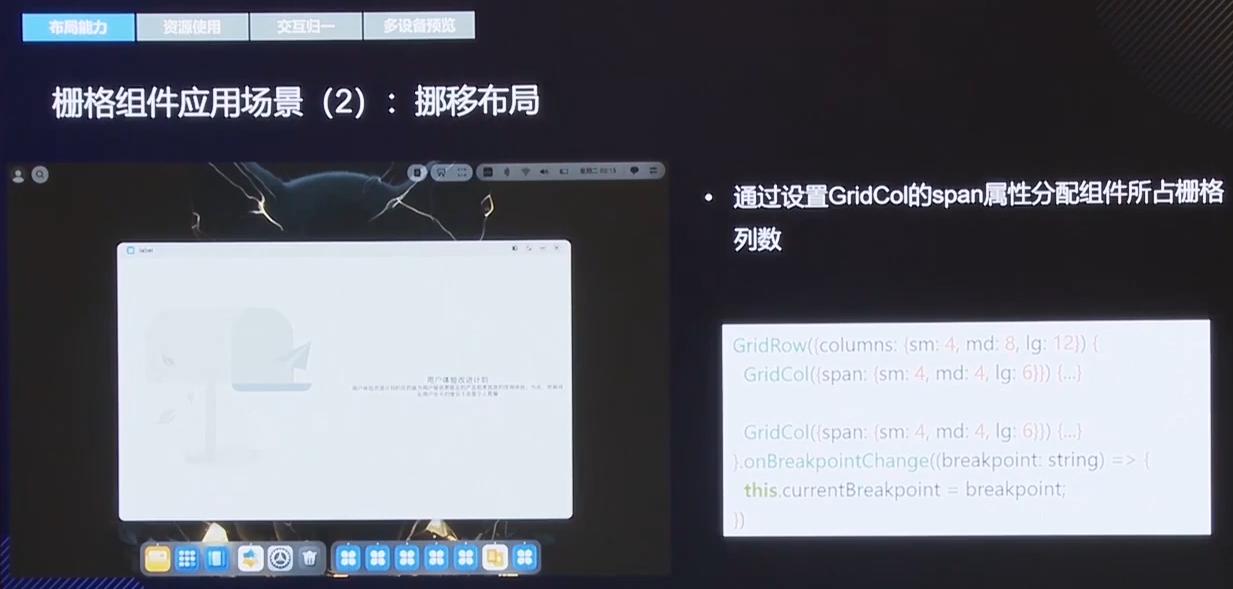 布局能力
资源使用
交互归一
多设备预览
栅格组件应用场景（2）：挪移布局
label
用户体验改进计划
• 通过设置GridCol的span属性分配组件所占栅格
列数
GridRow({columns: {sm: 4, md: 8, lg: 12}) {
GridCol({span: {sm: 4, md: 4, lg: 6}}) {...}
GridCol({span: {sm: 4, md: 4, lg: 6}}) {...}
}.onBreakpointChange((breakpoint: string) => {
this.currentBreakpoint = breakpoint;
})